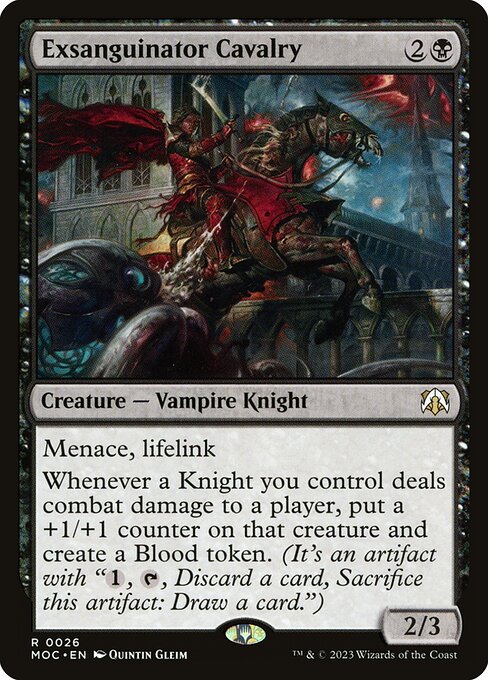 Exsanguinator Cavalry 2
Creature — Vampire Knight
Menace, lifelink
Whenever a Knight you control deals
combat damage to a player, put a
+1/+1 counter on that creature and
create a Blood token. (It's an artifact
with “1, , Discard a card, Sacrifice
this artifact: Draw a card.”)
2/3
R 0026
MOC • EN Quintin Gleim
™ & © 2023 Wizards of the Coast